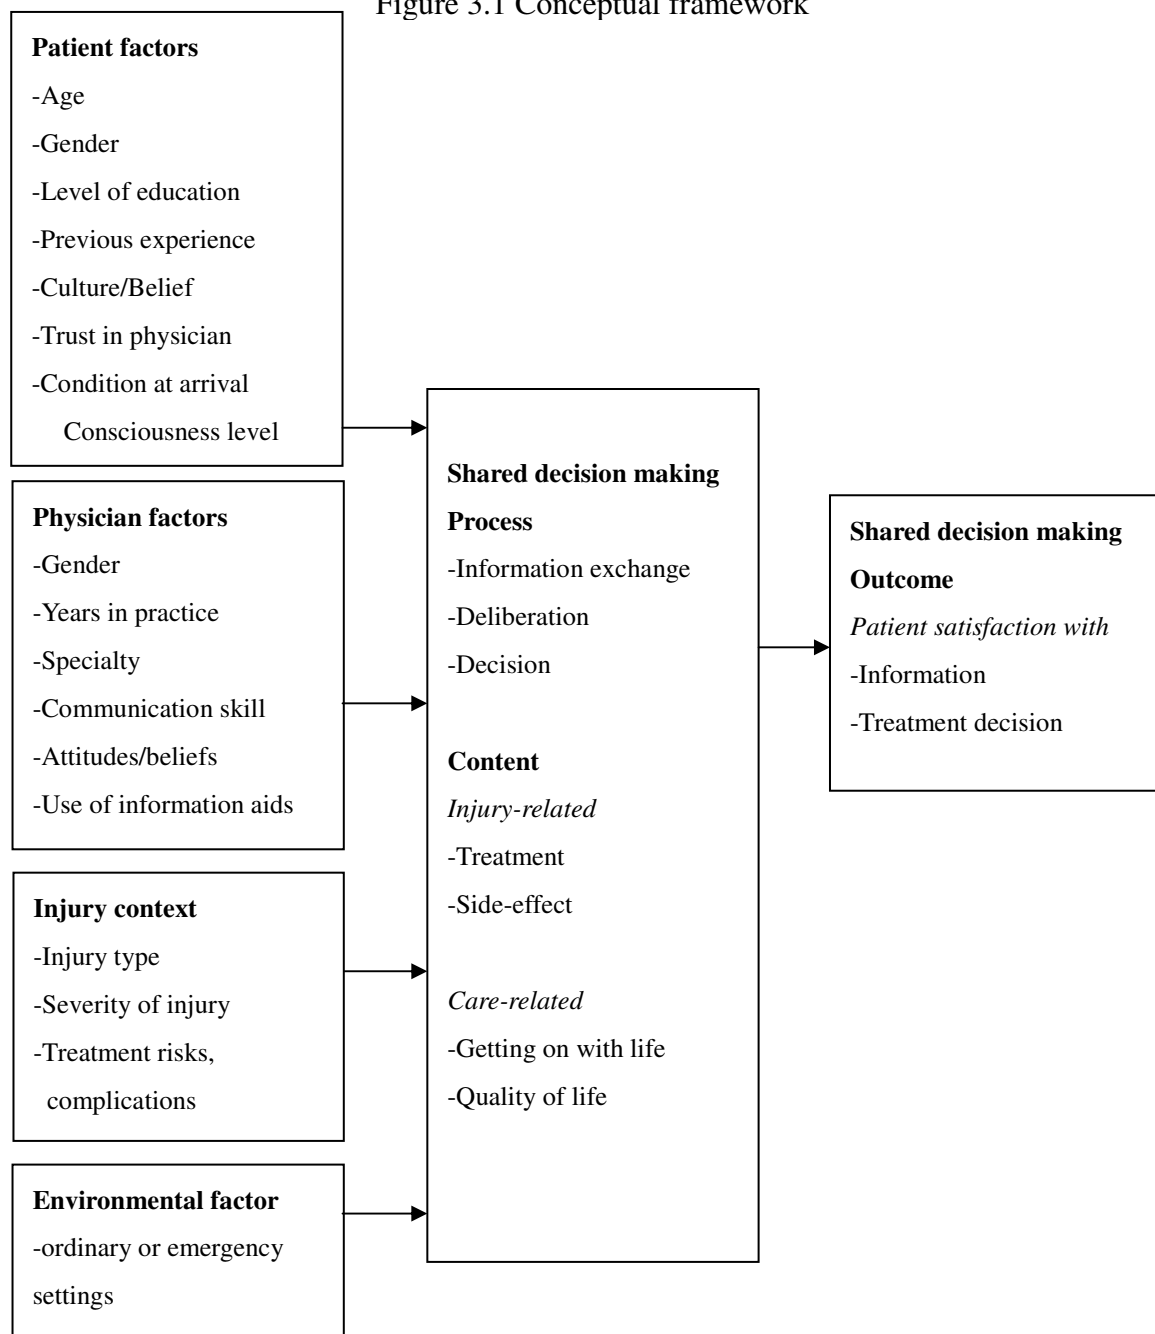 Figure 3.1 Conceptual framework
Patient factors
-Age
-Gender
-Level of education
-Previous experience
-Culture/Belief
-Trust in physician
-Condition at arrival
Consciousness level
Physician factors
-Gender
-Years in practice
-Specialty
-Communication skill
-Attitudes/beliefs
-Use of information aids
Injury context
-Injury type
-Severity of injury
-Treatment risks,
complications
Environmental factor
-ordinary or emergency
settings
Shared decision making
Process
-Information exchange
-Deliberation
-Decision
Content
Injury-related
-Treatment
-Side-effect
Care-related
-Getting on with life
-Quality of life
Shared decision making
Outcome
Patient satisfaction with
-Information
-Treatment decision